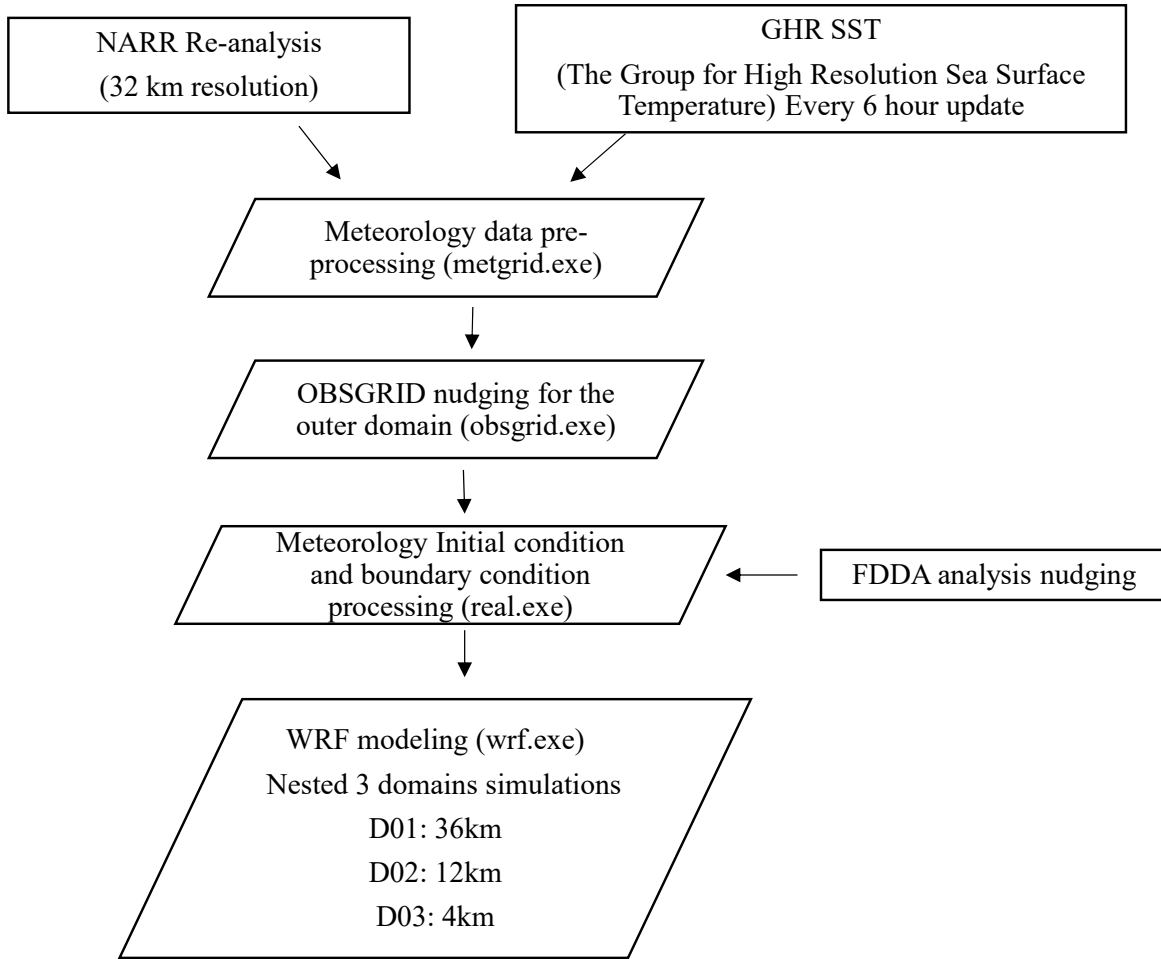 NARR Re-analysis
(32 km resolution)
GHR SST
(The Group for High Resolution Sea Surface
Temperature) Every 6 hour update
Meteorology data pre-
processing (metgrid.exe)
OBSGRID nudging for the
outer domain (obsgrid.exe)
Meteorology Initial condition
and boundary condition
processing (real.exe)
FDDA analysis nudging
WRF modeling (wrf.exe)
Nested 3 domains simulations
D01: 36km
D02: 12km
D03: 4km